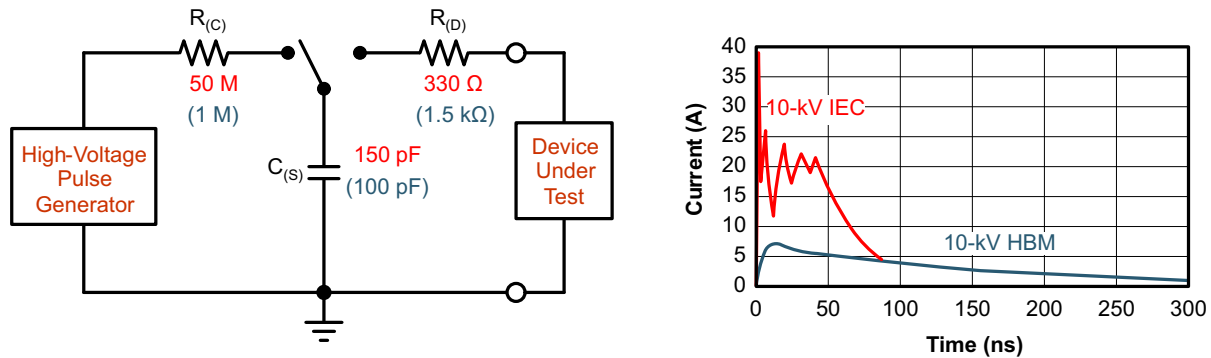 R(C)
50 M
(1 M)
R(D)
330 Ω
(1.5 kΩ)
High-Voltage
Pulse
Generator
C(S)
150 pF
(100 pF)
Device
Under
Test
Current (A)
40
35
30
25
20
15
10
5
0
10-kV IEC
10-kV HBM
0
50
100
150
200
250
300
Time (ns)